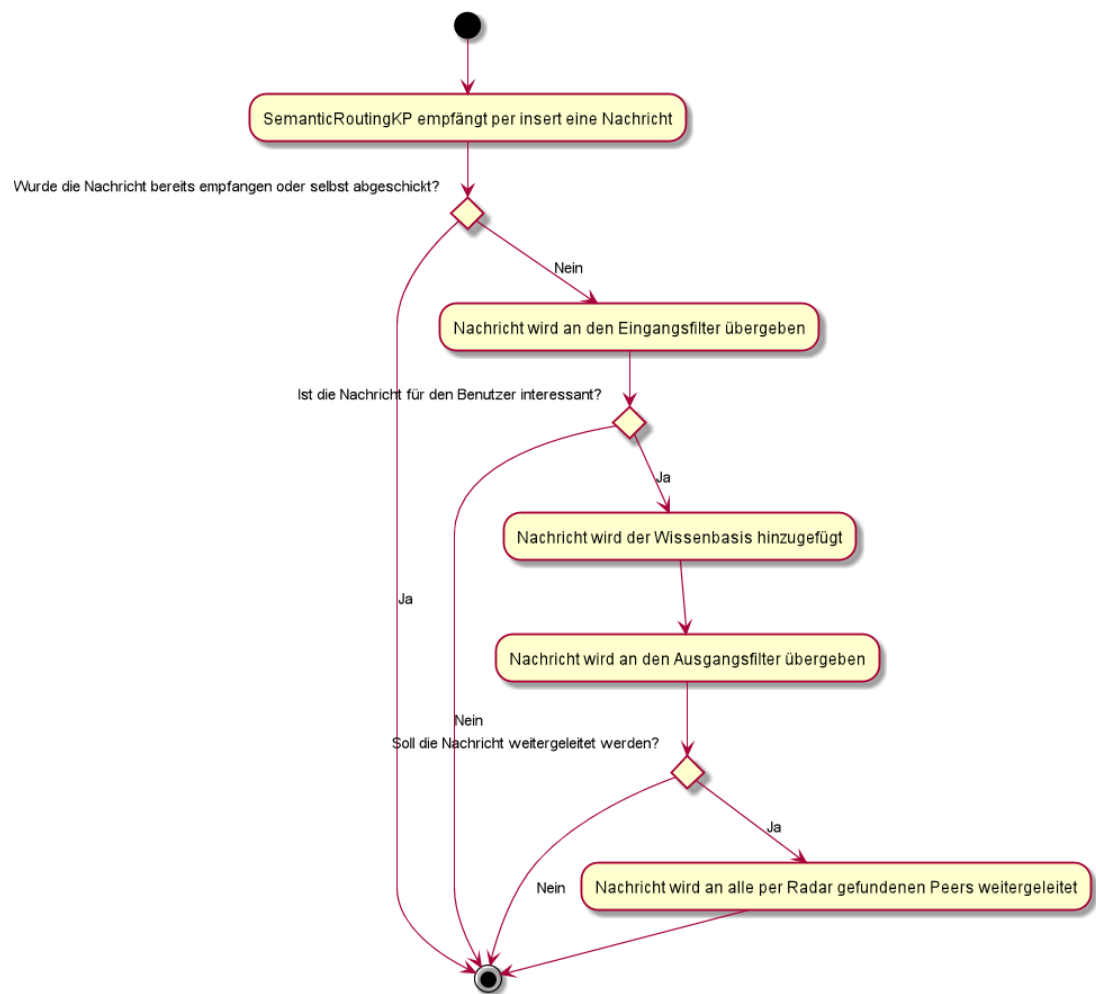 SemanticRoutingKP empfängt per insert eine Nachricht
Wurde die Nachricht bereits empfangen oder selbst abgeschickt?
Nein
Nachricht wird an den Eingangsfilter übergeben
Ist die Nachricht für den Benutzer interessant?
Ja
Nachricht wird der Wissenbasis hinzugefügt
Ja
Nachricht wird an den Ausgangsfilter übergeben
Nein
Soll die Nachricht weitergeleitet werden?
Ja
Nein
Nachricht wird an alle per Radar gefundenen Peers weitergeleitet